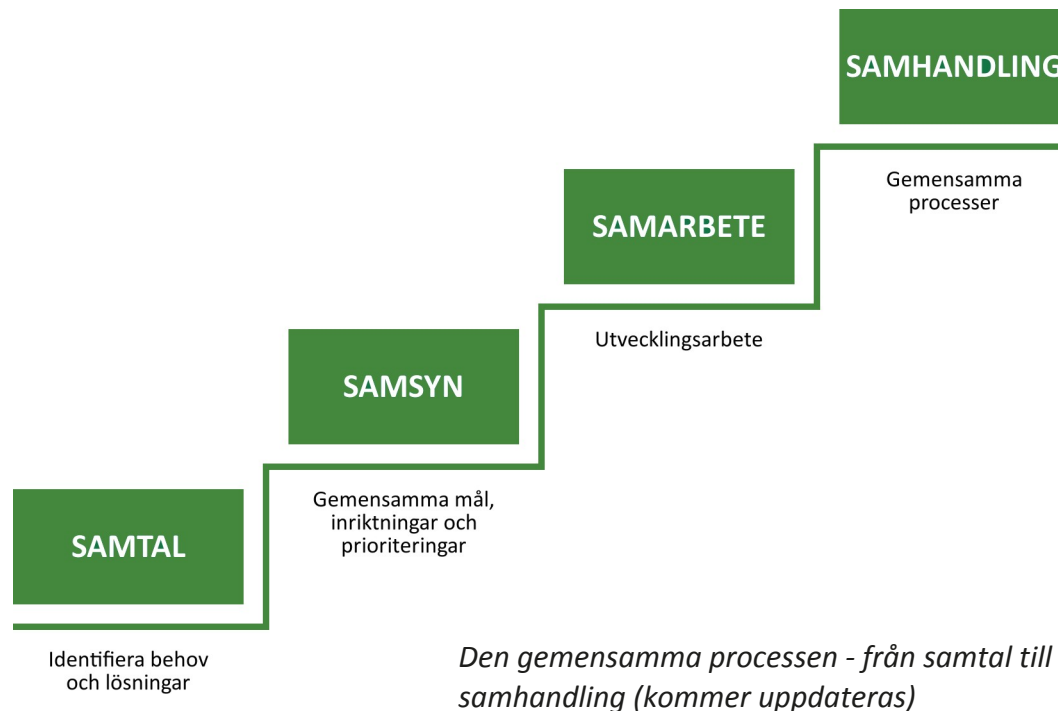 SAMHANDLING
Gemensamma
processer
SAMARBETE
Utvecklingsarbete
SAMSYN
Gemensamma mål,
inriktningar och
prioriteringar
SAMTAL
Identifiera behov
och lösningar
Den gemensamma processen - från samtal till
samhandling (kommer uppdateras)